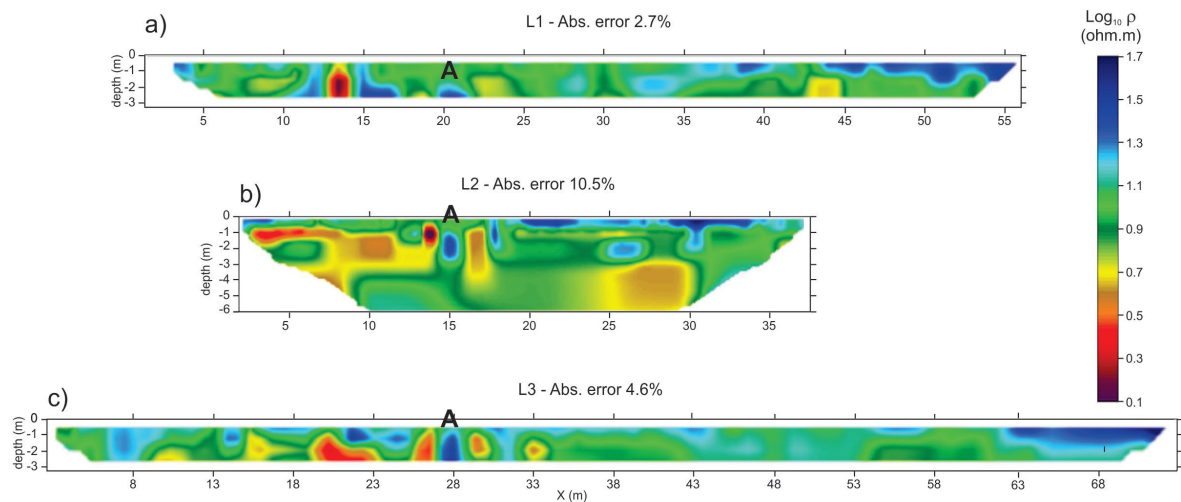 a)
L1 - Abs. error 2.7%
Log₁₀ ρ
(ohm.m)
depth (m)
0
-1
-2
-3
A
5 10 15 20 25 30 35 40 45 50 55
b)
L2 - Abs. error 10.5%
depth (m)
0
-1
-2
-3
-4
-5
-6
A
5 10 15 20 25 30 35
1.7
1.5
1.3
1.1
0.9
0.7
0.5
0.3
0.1
c)
L3 - Abs. error 4.6%
depth (m)
0
-1
-2
-3
A
8 13 18 23 28 33 38 43 48 53 58 63 68
X (m)